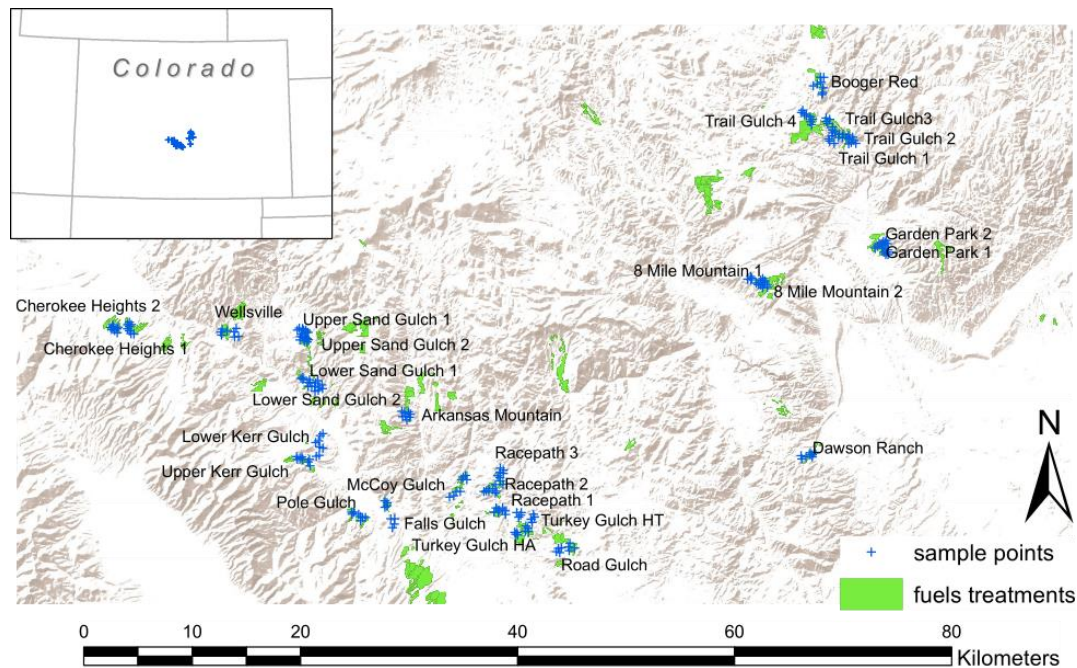 Colorado
Booger Red
Trail Gulch 4
Trail Gulch3
Trail Gulch 2
Trail Gulch 1
Garden Park 2
Garden Park 1
8 Mile Mountain 1
8 Mile Mountain 2
Cherokee Heights 2
Wellsville
Upper Sand Gulch 1
Cherokee Heights 1
Upper Sand Gulch 2
Lower Sand Gulch 1
Lower Sand Gulch 2
Arkansas Mountain
Lower Kerr Gulch
Dawson Ranch
Racepath 3
Upper Kerr Gulch
McCoy Gulch
Racepath 2
Pole Gulch
Racepath 1
Falls Gulch
Turkey Gulch HT
Turkey Gulch HA
Road Gulch
N
sample points
fuels treatments
0 20 40 60 80
Kilometers